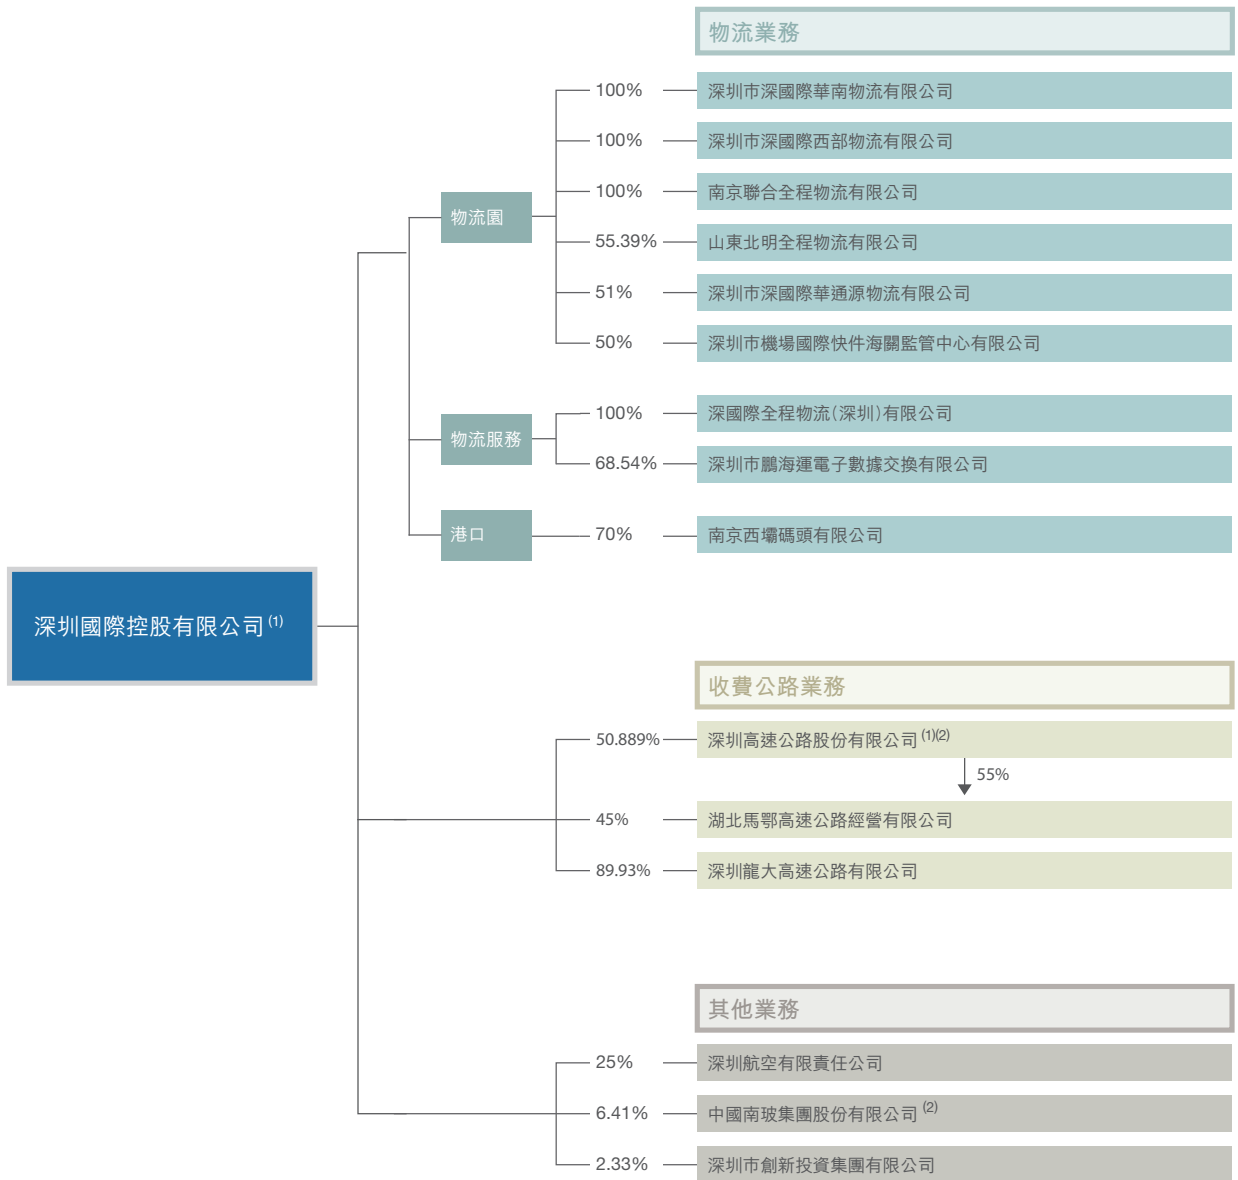 物流業務
物流園
100% 深圳市深國際華南物流有限公司
100% 深圳市深國際西部物流有限公司
100% 南京聯合全程物流有限公司
55.39% 山東北明全程物流有限公司
51% 深圳市深國際華通源物流有限公司
50% 深圳市機場國際快件海關監管中心有限公司
物流服務
100% 深國際全程物流(深圳)有限公司
68.54% 深圳市鵬海運電子數據交換有限公司
港口
70% 南京西壩碼頭有限公司
深圳國際控股有限公司 (1)
收費公路業務
50.889% 深圳高速公路股份有限公司 (1)(2)
55%
45% 湖北馬鄂高速公路經營有限公司
89.93% 深圳龍大高速公路有限公司
其他業務
25% 深圳航空有限責任公司
6.41% 中國南玻集團股份有限公司 (2)
2.33% 深圳市創新投資集團有限公司